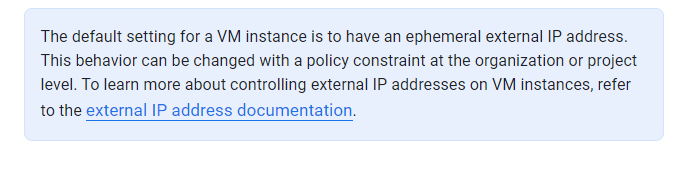 The default setting for a VM instance is to have an ephemeral external IP address.
This behavior can be changed with a policy constraint at the organization or project
level. To learn more about controlling external IP addresses on VM instances, refer
to the external IP address documentation.